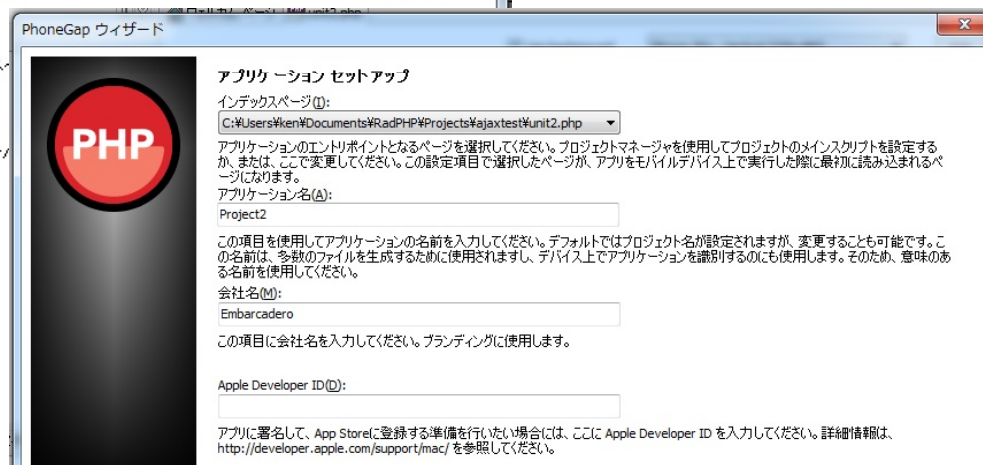 ウェルカム ページ unit2.php
PhoneGap ウィザード
PHP
アプリケーション セットアップ
インデックスページ(I):
C:¥Users¥ken¥Documents¥RadPHP¥Projects¥ajaxtest¥unit2.php
アプリケーションのエントリポイントとなるページを選択してください。プロジェクトマネージャを使用してプロジェクトのメインスクリプトを設定する
か、または、ここで変更してください。この設定項目で選択したページが、アプリをモバイルデバイス上で実行した際に最初に読み込まれるペ
ージになります。
アプリケーション名(A):
Project2
この項目を使用してアプリケーションの名前を入力してください。デフォルトではプロジェクト名が設定されますが、変更することも可能です。こ
の名前は、多数のファイルを生成するために使用されますし、デバイス上でアプリケーションを識別するのにも使用します。そのため、意味のあ
る名前を使用してください。
会社名(M):
Embarcadero
この項目に会社名を入力してください。ブランディングに使用します。
Apple Developer ID(D):
アプリに署名して、App Storeに登録する準備を行いたい場合には、ここに Apple Developer ID を入力してください。詳細情報は、
http://developer.apple.com/support/mac/ を参照してください。